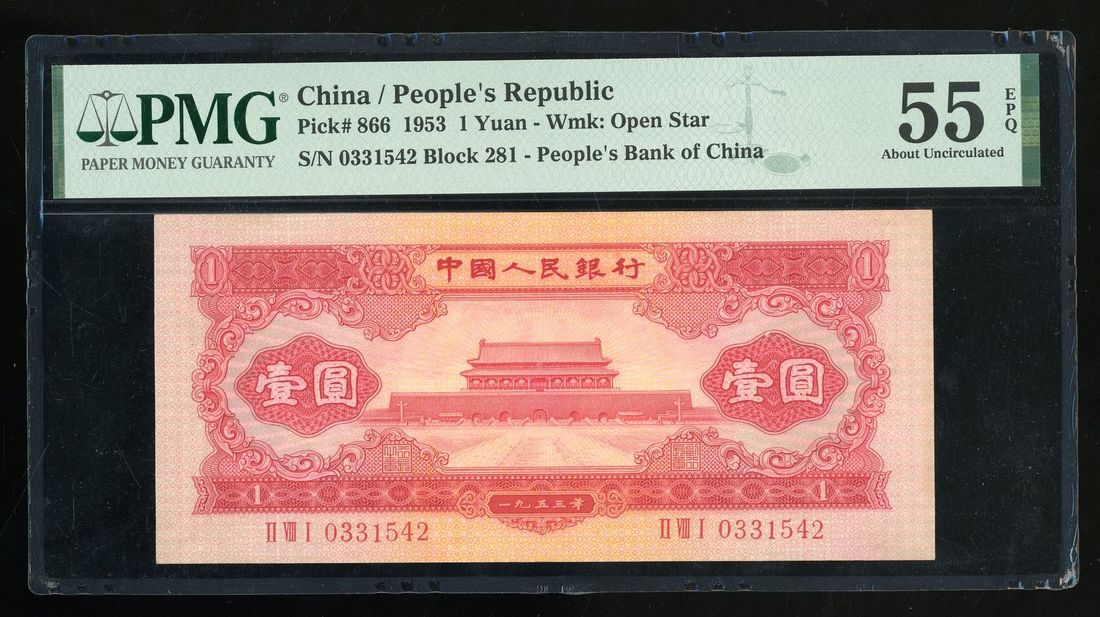 PMG®
PAPER MONEY GUARANTY
China / People's Republic
Pick# 866 1953 1 Yuan - Wmk: Open Star
S/N 0331542 Block 281 - People's Bank of China
55
EPQ
About Uncirculated
1
中國人民銀行
1
壹圓
壹圓
1
一九五三年
1
II VIII I 0331542
II VIII I 0331542